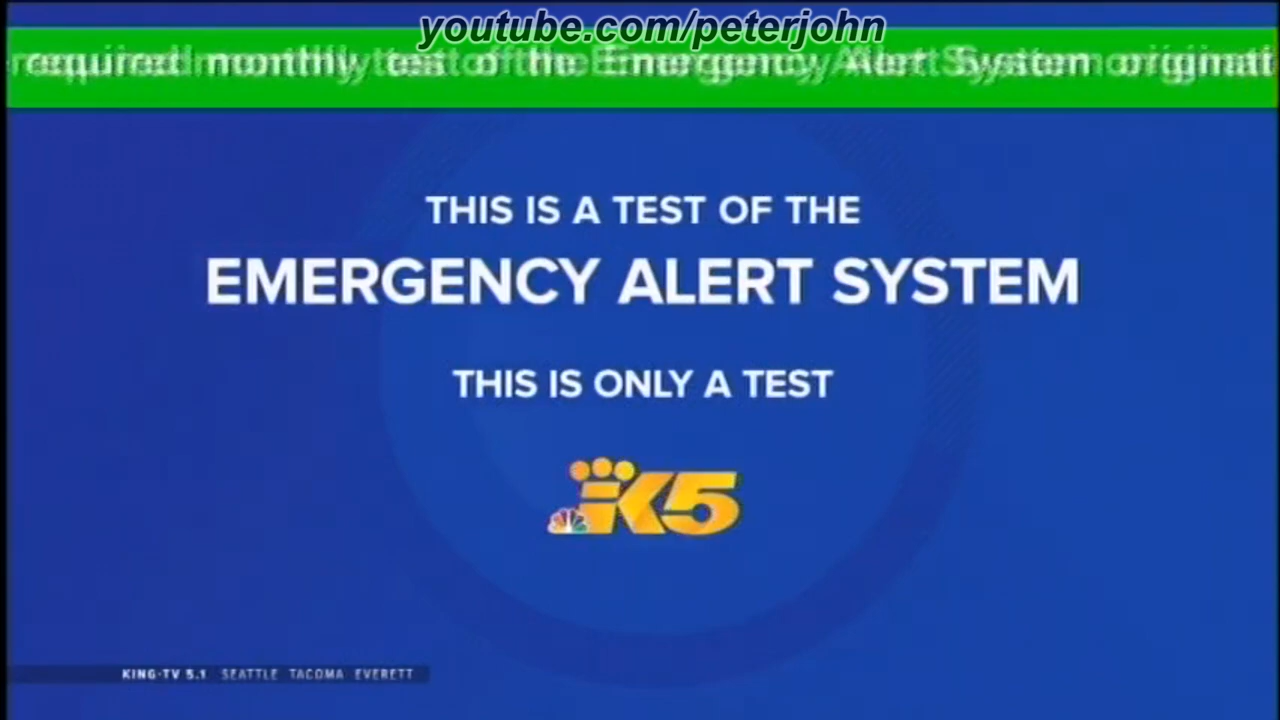 youtube.com/peterjohn
required monthly test of the Emergency Alert System originat
THIS IS A TEST OF THE
EMERGENCY ALERT SYSTEM
THIS IS ONLY A TEST
K5
KING-TV 5.1 SEATTLE TACOMA EVERETT